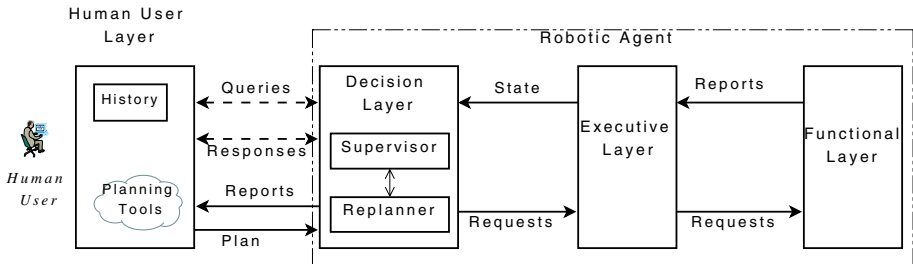 Human User
Layer
Robotic Agent
History
Queries
Responses
Planning
Tools
Reports
Plan
Human
User
Decision
Layer
Supervisor
Replanner
State
Requests
Executive
Layer
Reports
Requests
Functional
Layer